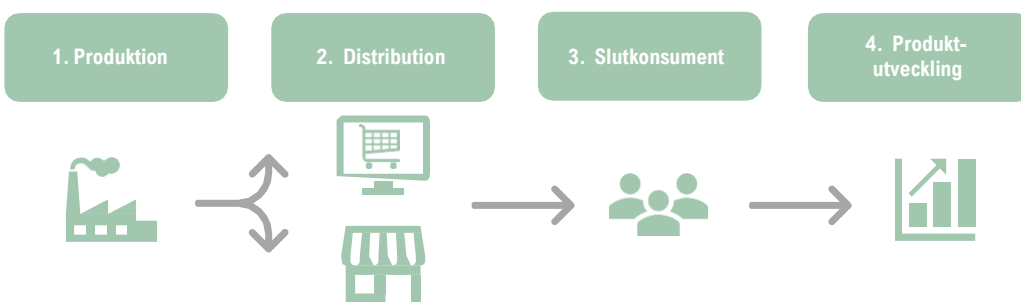 1. Produktion
2. Distribution
3. Slutkonsument
4. Produkt-
utveckling